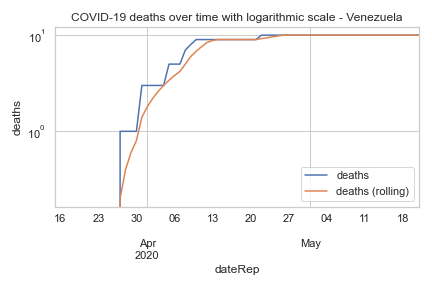 COVID-19 deaths over time with logarithmic scale - Venezuela
10¹
10⁰
deaths
deaths
deaths (rolling)
16 23 30 06 13 20 27 04 11 18
Apr May
2020
dateRep